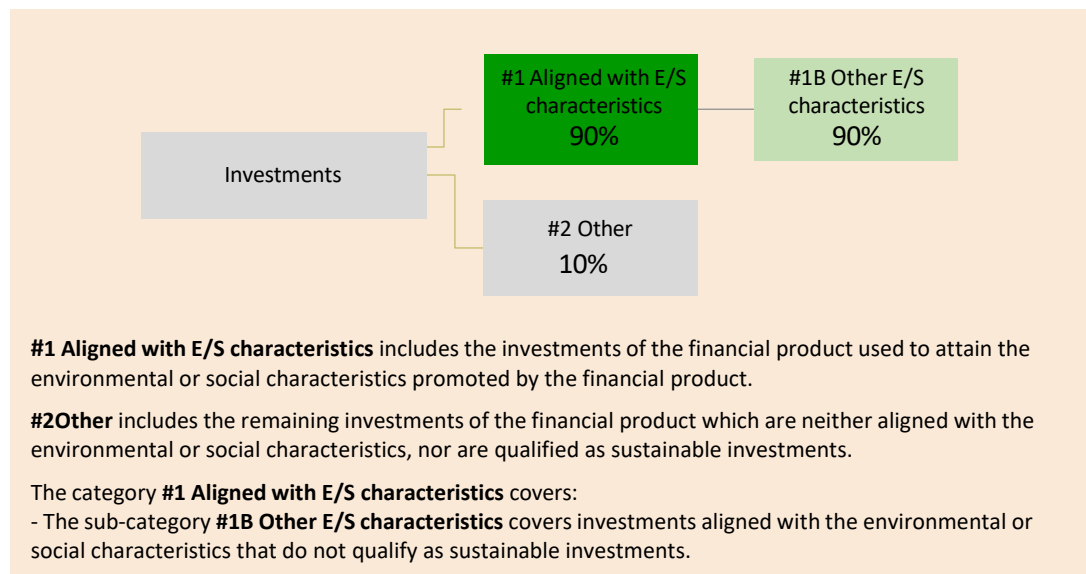 #1 Aligned with E/S
characteristics
90%
#1B Other E/S
characteristics
90%
Investments
#2 Other
10%
#1 Aligned with E/S characteristics includes the investments of the financial product used to attain the
environmental or social characteristics promoted by the financial product.
#2Other includes the remaining investments of the financial product which are neither aligned with the
environmental or social characteristics, nor are qualified as sustainable investments.
The category #1 Aligned with E/S characteristics covers:
- The sub-category #1B Other E/S characteristics covers investments aligned with the environmental or
social characteristics that do not qualify as sustainable investments.